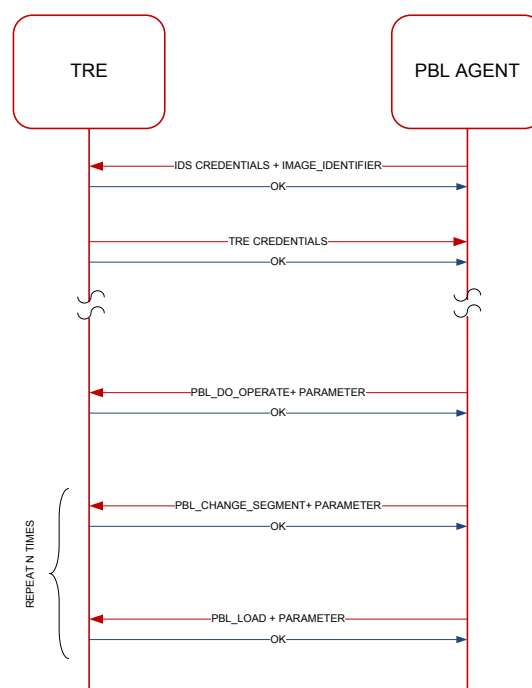 TRE
PBL AGENT
IDS CREDENTIALS + IMAGE_IDENTIFIER
OK
TRE CREDENTIALS
OK
PBL_DO_OPERATE+ PARAMETER
OK
REPEAT N TIMES
PBL_CHANGE_SEGMENT+ PARAMETER
OK
PBL_LOAD + PARAMETER
OK